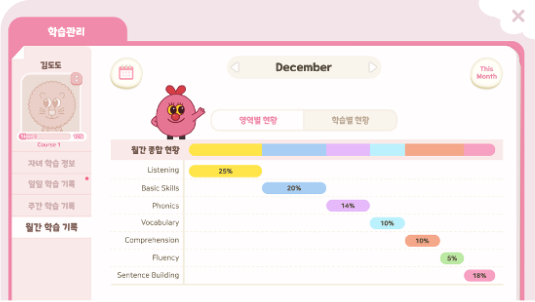 학습관리
김도도
Course 1
자녀 학습 정보
일일 학습 기록
주간 학습 기록
월간 학습 기록
December
This
Month
영역별 현황
학습별 현황
월간 종합 현황
Listening
25%
Basic Skills
20%
Phonics
14%
Vocabulary
10%
Comprehension
10%
Fluency
5%
Sentence Building
18%